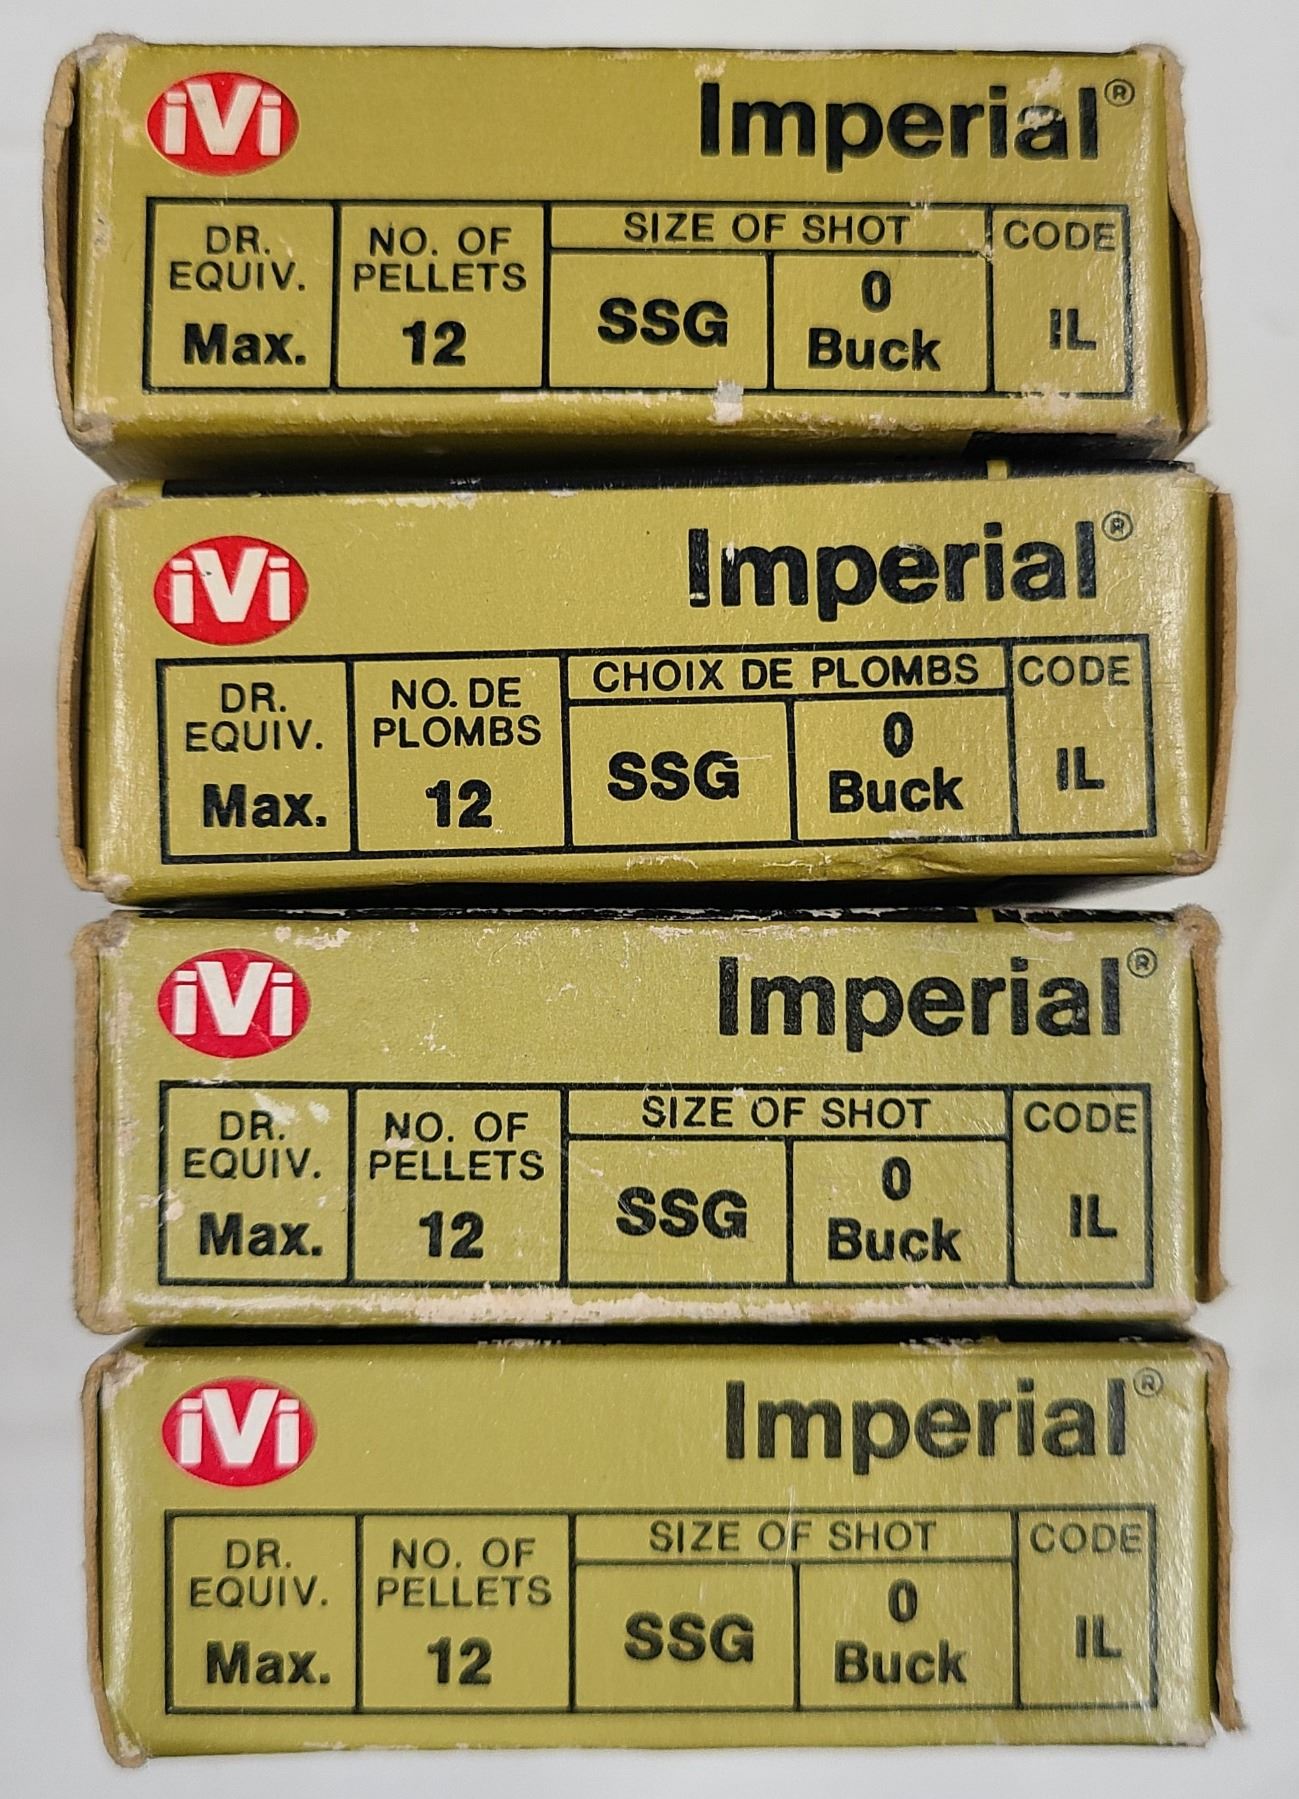 iVi
Imperial®
DR.
EQUIV.
Max.
NO. OF
PELLETS
12
SIZE OF SHOT
SSG
0
Buck
CODE
IL
iVi
Imperial®
DR.
EQUIV.
Max.
NO. DE
PLOMBS
12
CHOIX DE PLOMBS
SSG
0
Buck
CODE
IL
iVi
Imperial®
DR.
EQUIV.
Max.
NO. OF
PELLETS
12
SIZE OF SHOT
SSG
0
Buck
CODE
IL
iVi
Imperial®
DR.
EQUIV.
Max.
NO. OF
PELLETS
12
SIZE OF SHOT
SSG
0
Buck
CODE
IL